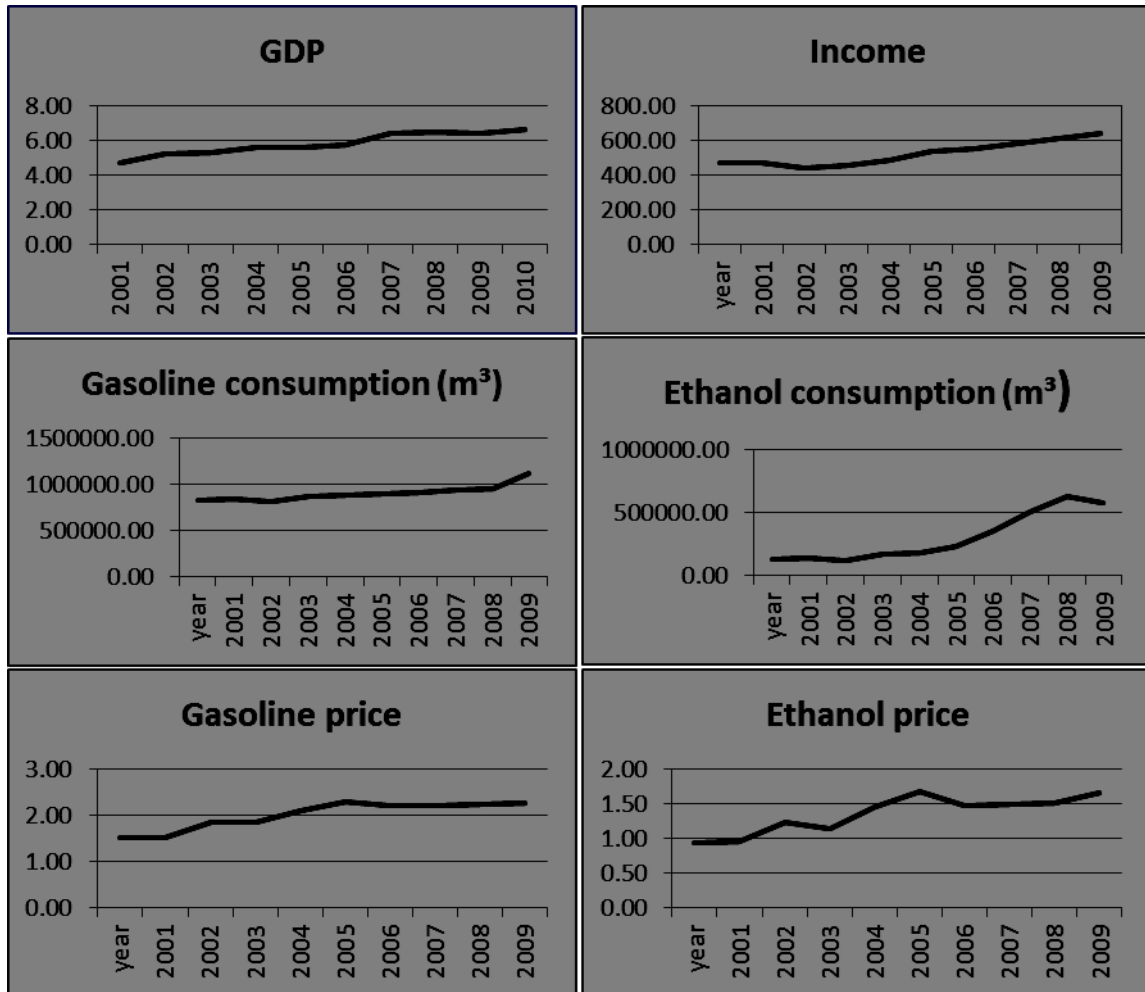 GDP
8.00
6.00
4.00
2.00
0.00
2001 2002 2003 2004 2005 2006 2007 2008 2009 2010
Income
800.00
600.00
400.00
200.00
0.00
year 2001 2002 2003 2004 2005 2006 2007 2008 2009
Gasoline consumption (m³)
1500000.00
1000000.00
500000.00
0.00
year 2001 2002 2003 2004 2005 2006 2007 2008 2009
Ethanol consumption (m³)
1000000.00
500000.00
0.00
year 2001 2002 2003 2004 2005 2006 2007 2008 2009
Gasoline price
3.00
2.00
1.00
0.00
year 2001 2002 2003 2004 2005 2006 2007 2008 2009
Ethanol price
2.00
1.50
1.00
0.50
0.00
year 2001 2002 2003 2004 2005 2006 2007 2008 2009